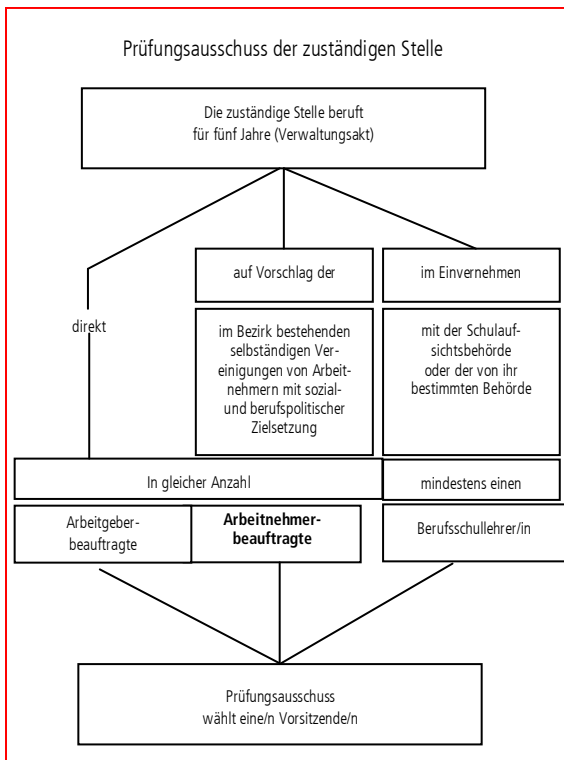 Prüfungsausschuss der zuständigen Stelle
Die zuständige Stelle beruft
für fünf Jahre (Verwaltungsakt)
direkt
auf Vorschlag der
im Bezirk bestehenden
selbständigen Ver-
einigungen von Arbeit-
nehmern mit sozial-
und berufspolitischer
Zielsetzung
im Einvernehmen
mit der Schulauf-
sichtsbehörde
oder der von ihr
bestimmten Behörde
In gleicher Anzahl
mindestens einen
Arbeitgeber-
beauftragte
Arbeitnehmer-
beauftragte
Berufsschullehrer/in
Prüfungsausschuss
wählt eine/n Vorsitzende/n